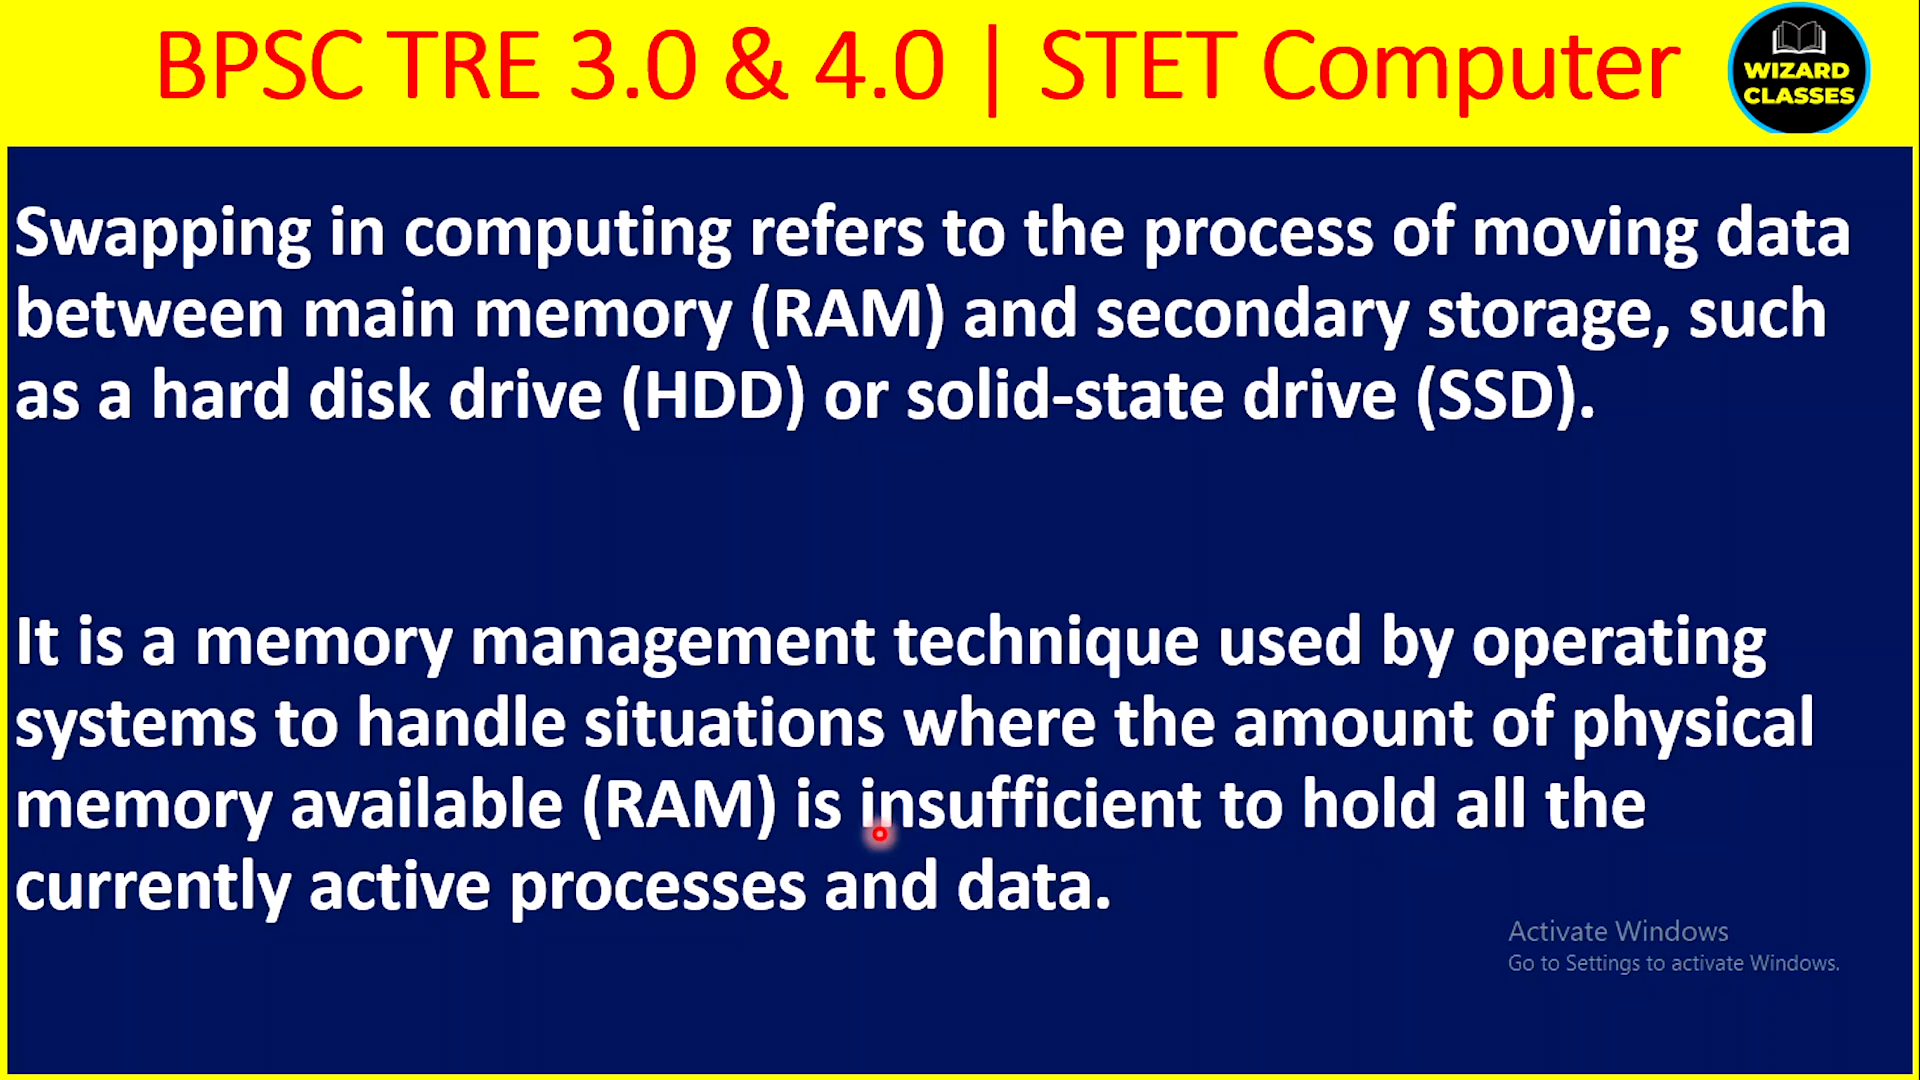 BPSC TRE 3.0 & 4.0 | STET Computer
WIZARD
CLASSES
Swapping in computing refers to the process of moving data
between main memory (RAM) and secondary storage, such
as a hard disk drive (HDD) or solid-state drive (SSD).
It is a memory management technique used by operating
systems to handle situations where the amount of physical
memory available (RAM) is insufficient to hold all the
currently active processes and data.
Activate Windows
Go to Settings to activate Windows.